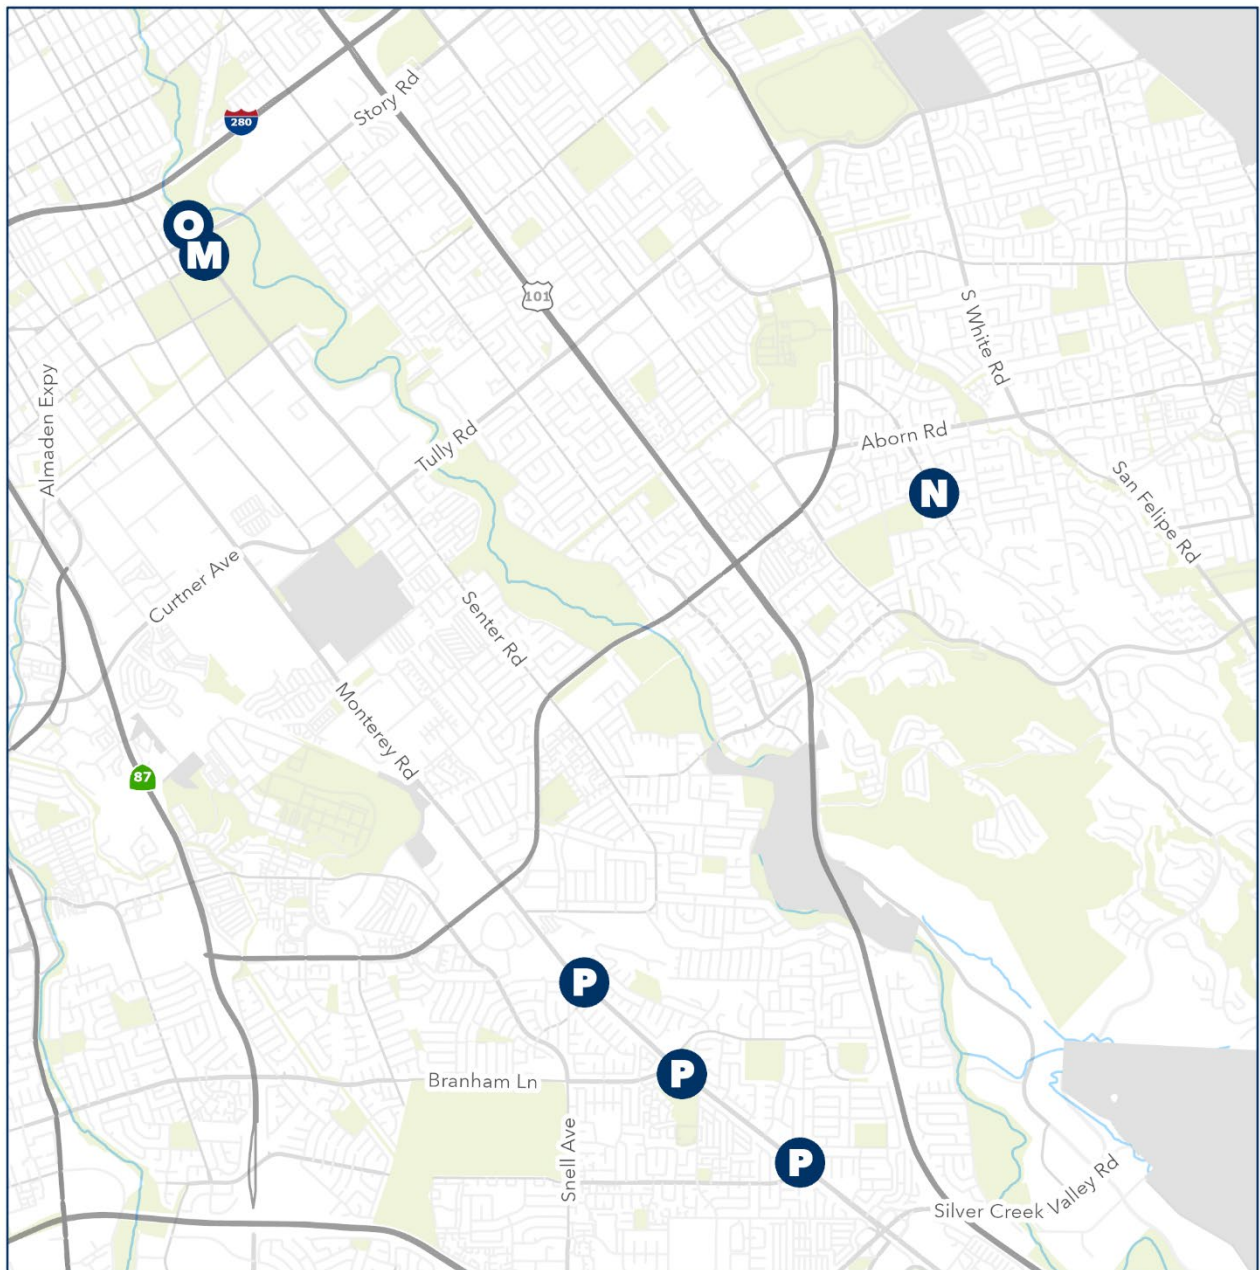 Story Rd
280
O
M
101
S White Rd
Almaden Expy
Tully Rd
Aborn Rd
San Felipe Rd
N
Curtner Ave
Senter Rd
Monterey Rd
87
P
Branham Ln
P
Snell Ave
P
Silver Creek Valley Rd